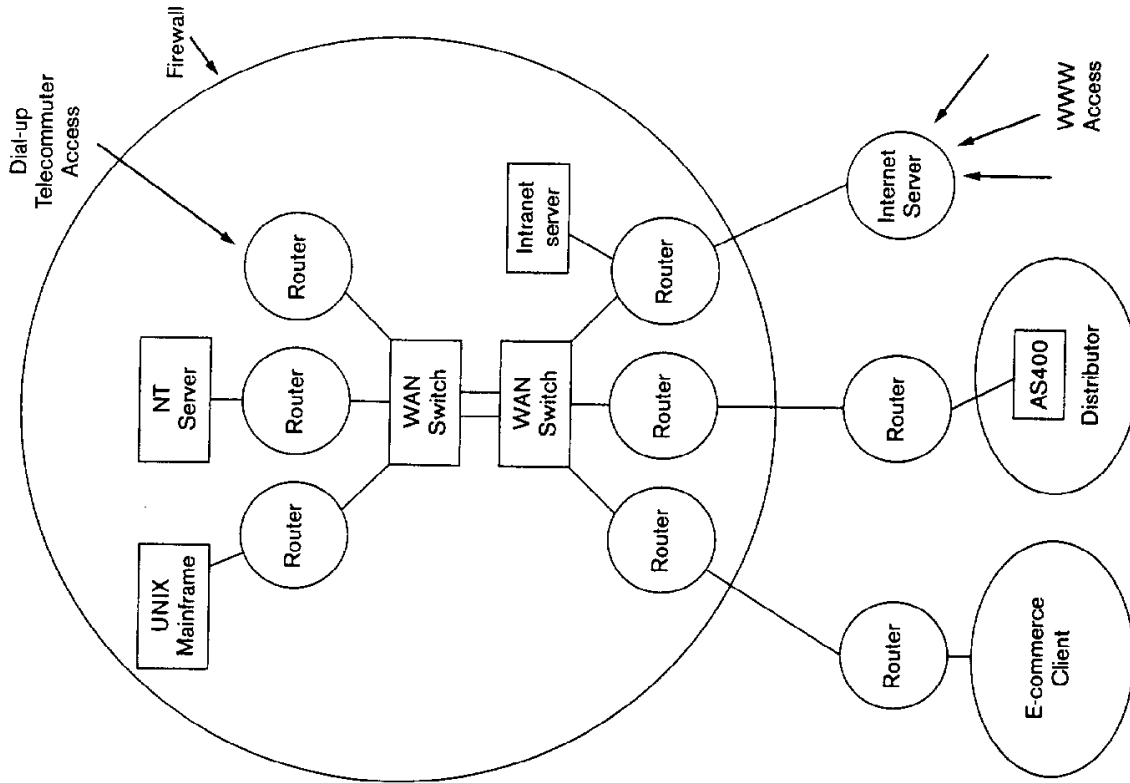 Dial-up
Telecommuter
Access
Firewall
UNIX
Mainframe
NT
Server
Router
Router
Router
WAN
Switch
WAN
Switch
Intranet
server
Router
Router
Router
Router
Router
Internet
Server
E-commerce
Client
AS400
Distributor
WWW
Access